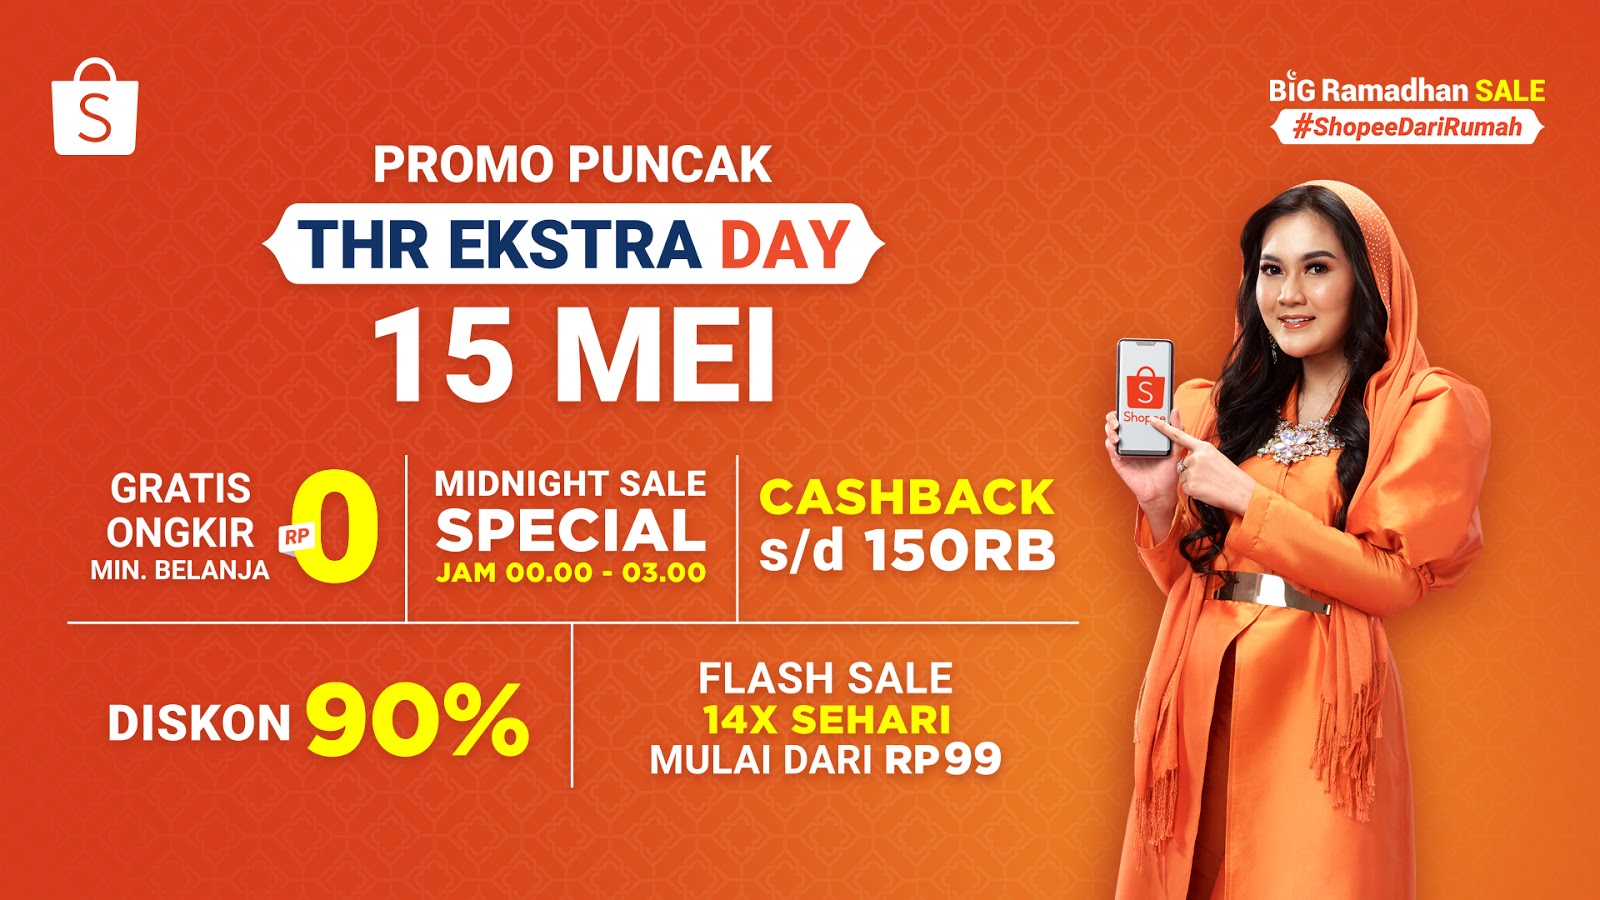 S
BIG Ramadhan SALE
#ShopeeDariRumah
PROMO PUNCAK
THR EKSTRA DAY
15 MEI
GRATIS
ONGKIR
MIN. BELANJA
RP 0
MIDNIGHT SALE
SPECIAL
JAM 00.00 - 03.00
CASHBACK
s/d 150RB
DISKON 90%
FLASH SALE
14X SEHARI
MULAI DARI RP99
S
Shopee